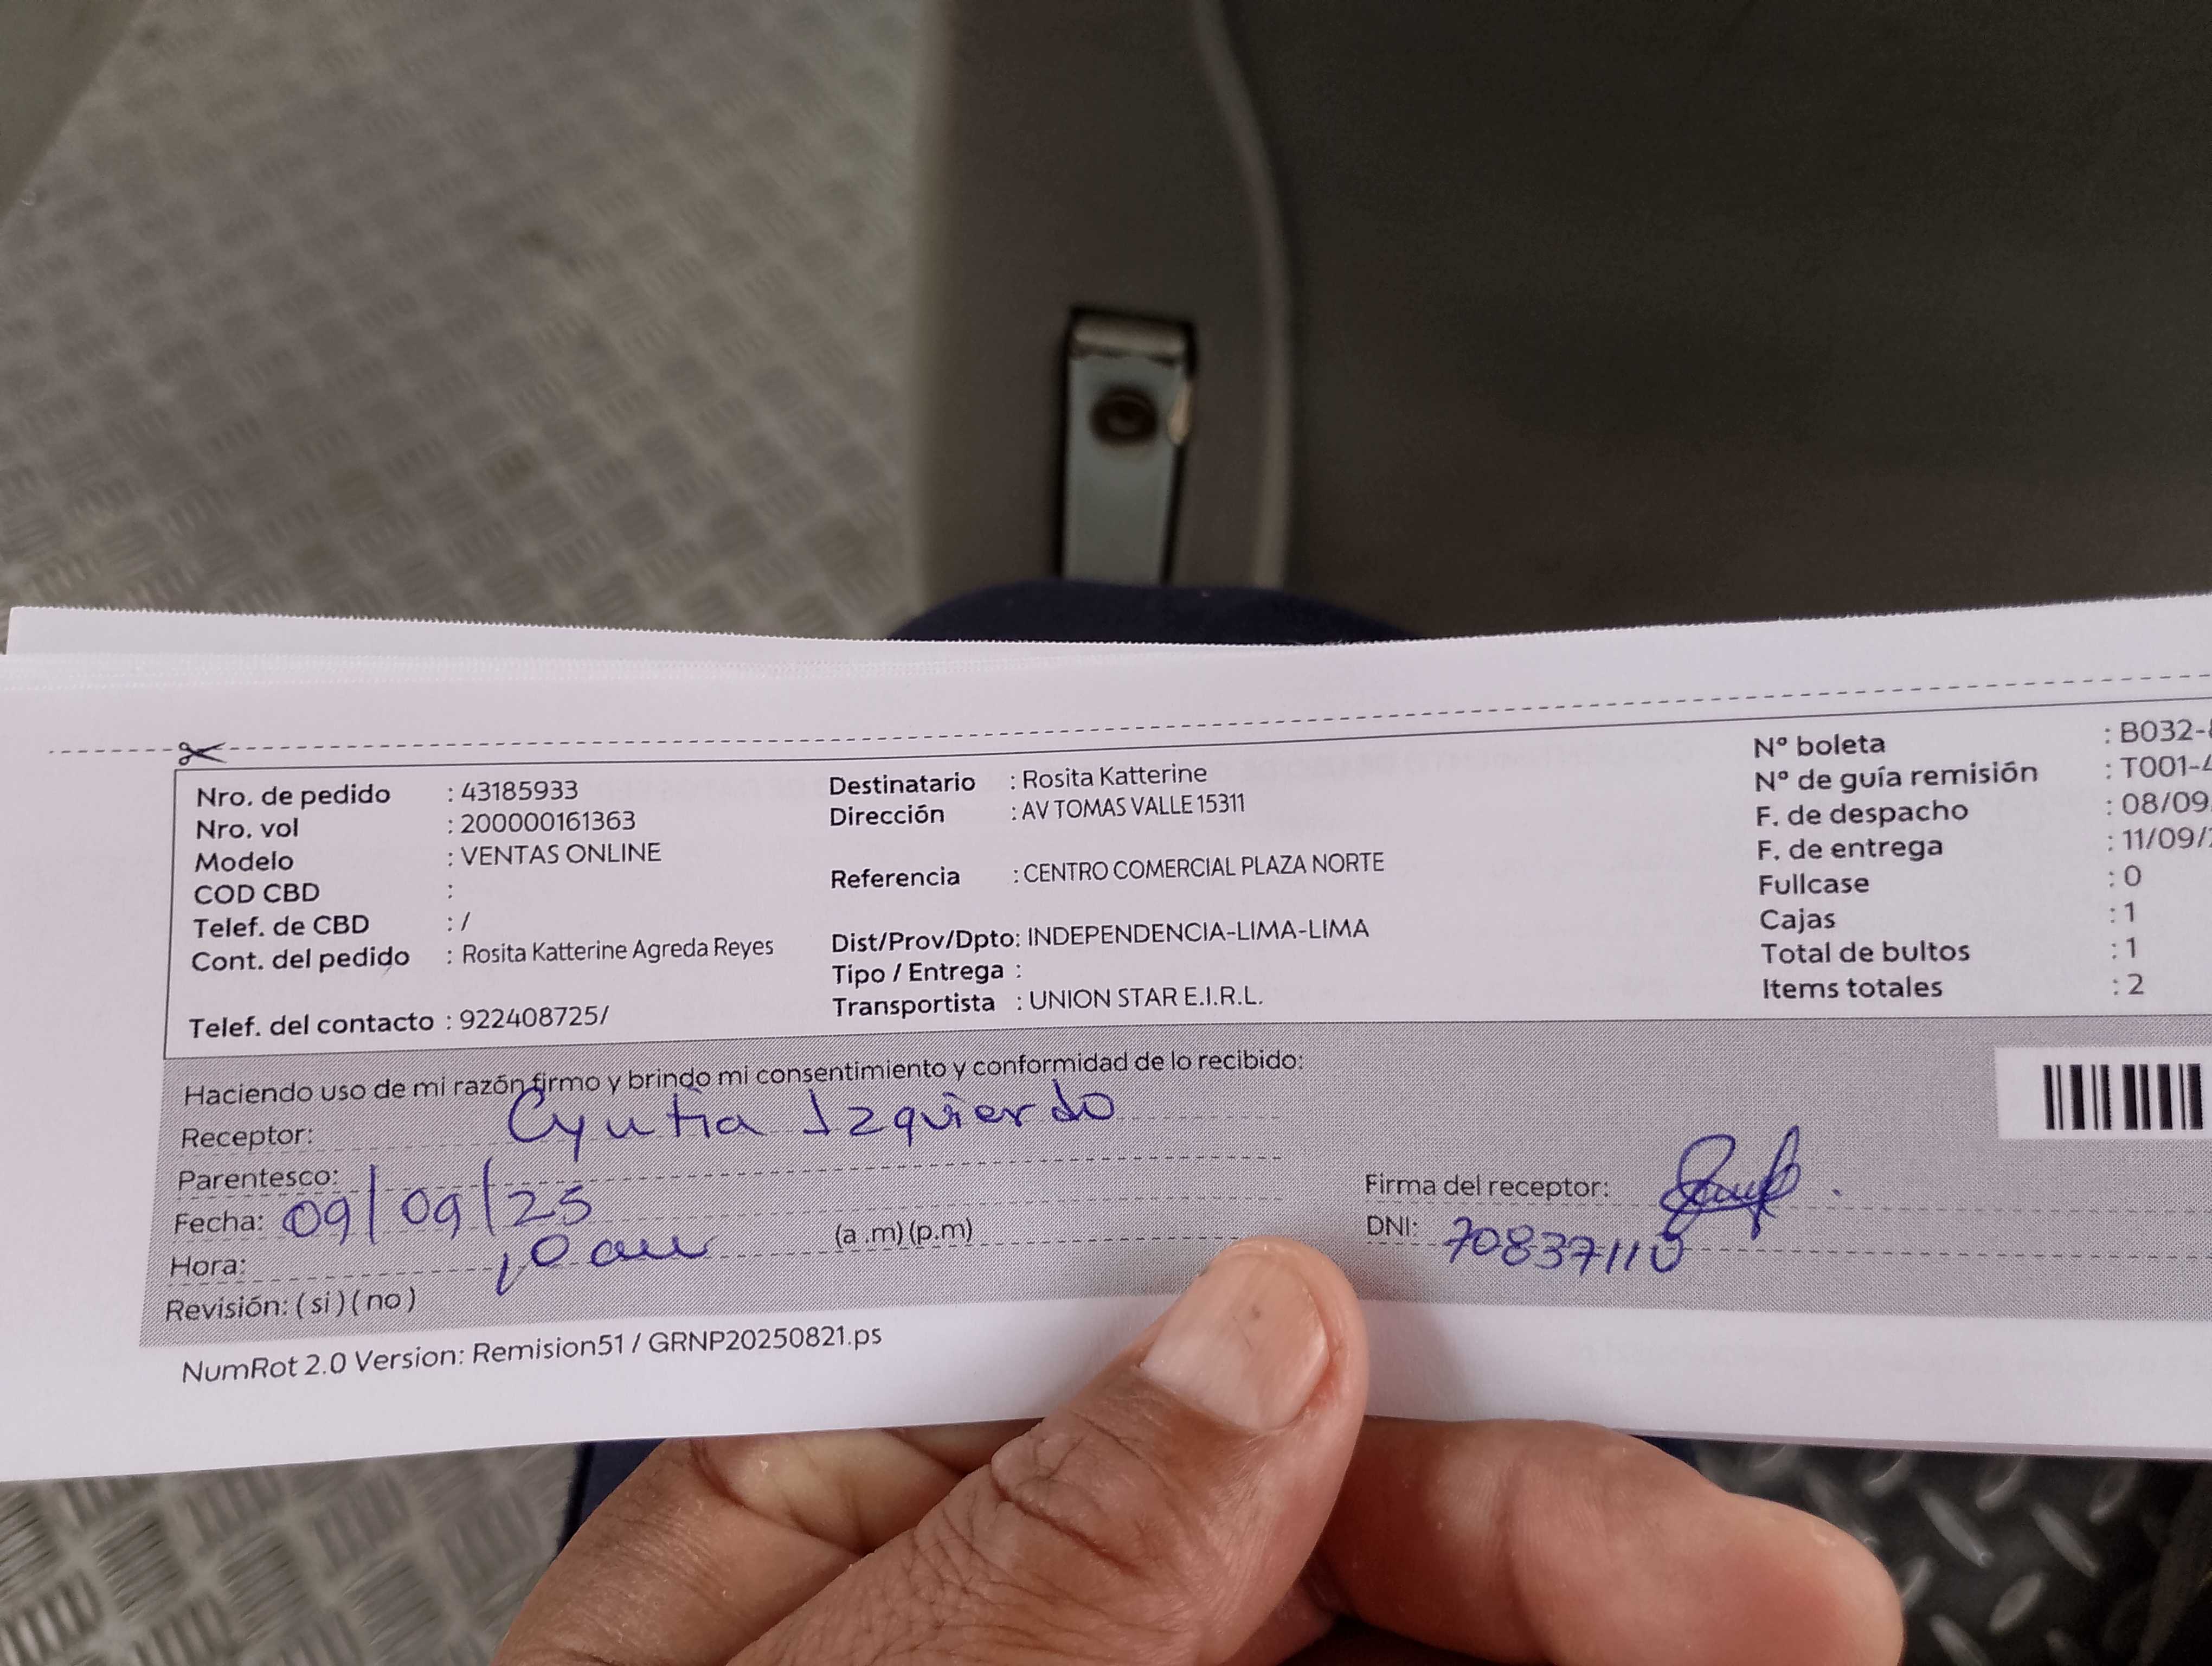 Nro. de pedido : 43185933
Nro. vol : 200000161363
Modelo : VENTAS ONLINE
COD CBD :
Telef. de CBD : /
Cont. del pedido : Rosita Katterine Agreda Reyes
Telef. del contacto : 922408725/
Destinatario : Rosita Katterine
Dirección : AV TOMAS VALLE 15311
Referencia : CENTRO COMERCIAL PLAZA NORTE
Dist/Prov/Dpto: INDEPENDENCIA-LIMA-LIMA
Tipo / Entrega :
Transportista : UNION STAR E.I.R.L.
N° boleta : B032-
N° de guía remisión : T001-4
F. de despacho : 08/09
F. de entrega : 11/09/
Fullcase : 0
Cajas : 1
Total de bultos : 1
Items totales : 2
Haciendo uso de mi razón firmo y brindo mi consentimiento y conformidad de lo recibido:
Receptor: Cyntia Izquierdo
Parentesco:
Fecha: 09/09/25
Hora: 10 am (a .m) (p.m)
Revisión: ( si ) ( no )
Firma del receptor:
DNI: 70837110
NumRot 2.0 Version: Remision51 / GRNP20250821.ps